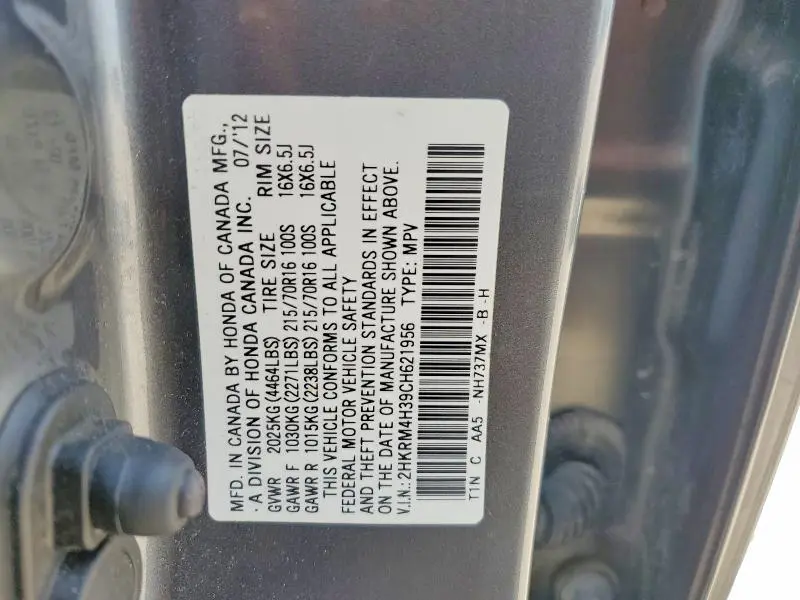 MFD. IN CANADA BY HONDA OF CANADA MFG.,
· A DIVISION OF HONDA CANADA INC. 07/'12
GVWR 2025KG(4464LBS) TIRE SIZE RIM SIZE
GAWR F 1030KG(2271LBS) 215/70R16 100S 16X6.5J
GAWR R 1015KG(2238LBS) 215/70R16 100S 16X6.5J
THIS VEHICLE CONFORMS TO ALL APPLICABLE
FEDERAL MOTOR VEHICLE SAFETY
AND THEFT PREVENTION STANDARDS IN EFFECT
ON THE DATE OF MANUFACTURE SHOWN ABOVE.
V.I.N.: 2HKRM4H39CH621956 TYPE: MPV
T1N C AA5 -NH737MX -B -H